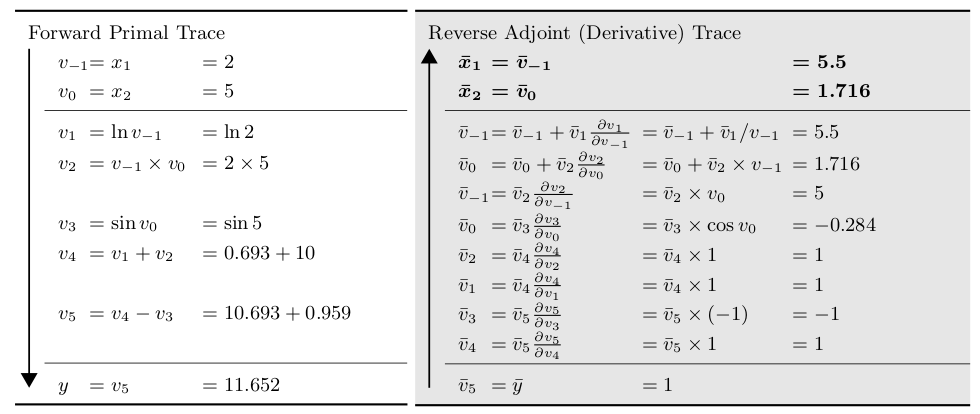 Forward Primal Trace
v₋₁ = x₁ = 2
v₀ = x₂ = 5
v₁ = ln v₋₁ = ln 2
v₂ = v₋₁ × v₀ = 2 × 5
v₃ = sin v₀ = sin 5
v₄ = v₁ + v₂ = 0.693 + 10
v₅ = v₄ − v₃ = 10.693 + 0.959
y = v₅ = 11.652
Reverse Adjoint (Derivative) Trace
x̄₁ = v̄₋₁ = 5.5
x̄₂ = v̄₀ = 1.716
v̄₋₁ = v̄₋₁ + v̄₁ ∂v₁/∂v₋₁ = v̄₋₁ + v̄₁/v₋₁ = 5.5
v̄₀ = v̄₀ + v̄₂ ∂v₂/∂v₀ = v̄₀ + v̄₂ × v₋₁ = 1.716
v̄₋₁ = v̄₂ ∂v₂/∂v₋₁ = v̄₂ × v₀ = 5
v̄₀ = v̄₃ ∂v₃/∂v₀ = v̄₃ × cos v₀ = −0.284
v̄₂ = v̄₄ ∂v₄/∂v₂ = v̄₄ × 1 = 1
v̄₁ = v̄₄ ∂v₄/∂v₁ = v̄₄ × 1 = 1
v̄₃ = v̄₅ ∂v₅/∂v₃ = v̄₅ × (−1) = −1
v̄₄ = v̄₅ ∂v₅/∂v₄ = v̄₅ × 1 = 1
v̄₅ = ȳ = 1